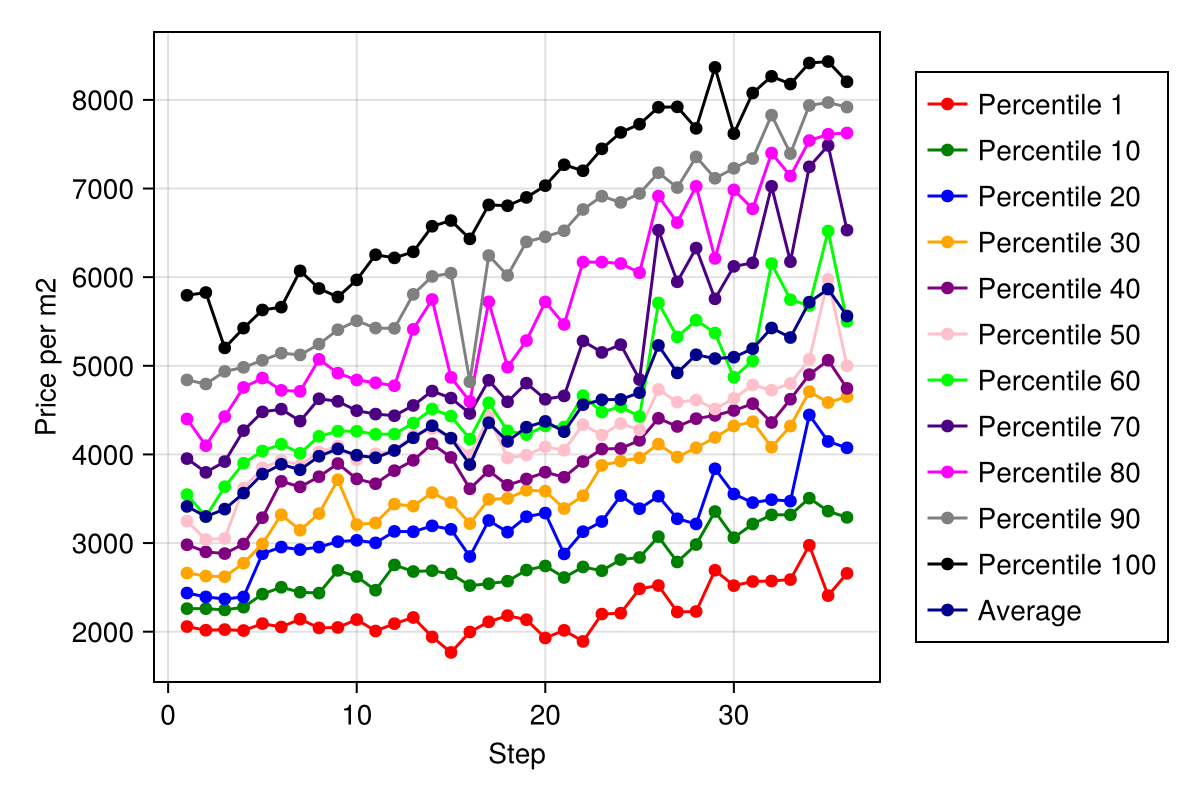 8000
7000
6000
5000
4000
3000
2000
Price per m2
0 10 20 30
Step
Percentile 1
Percentile 10
Percentile 20
Percentile 30
Percentile 40
Percentile 50
Percentile 60
Percentile 70
Percentile 80
Percentile 90
Percentile 100
Average